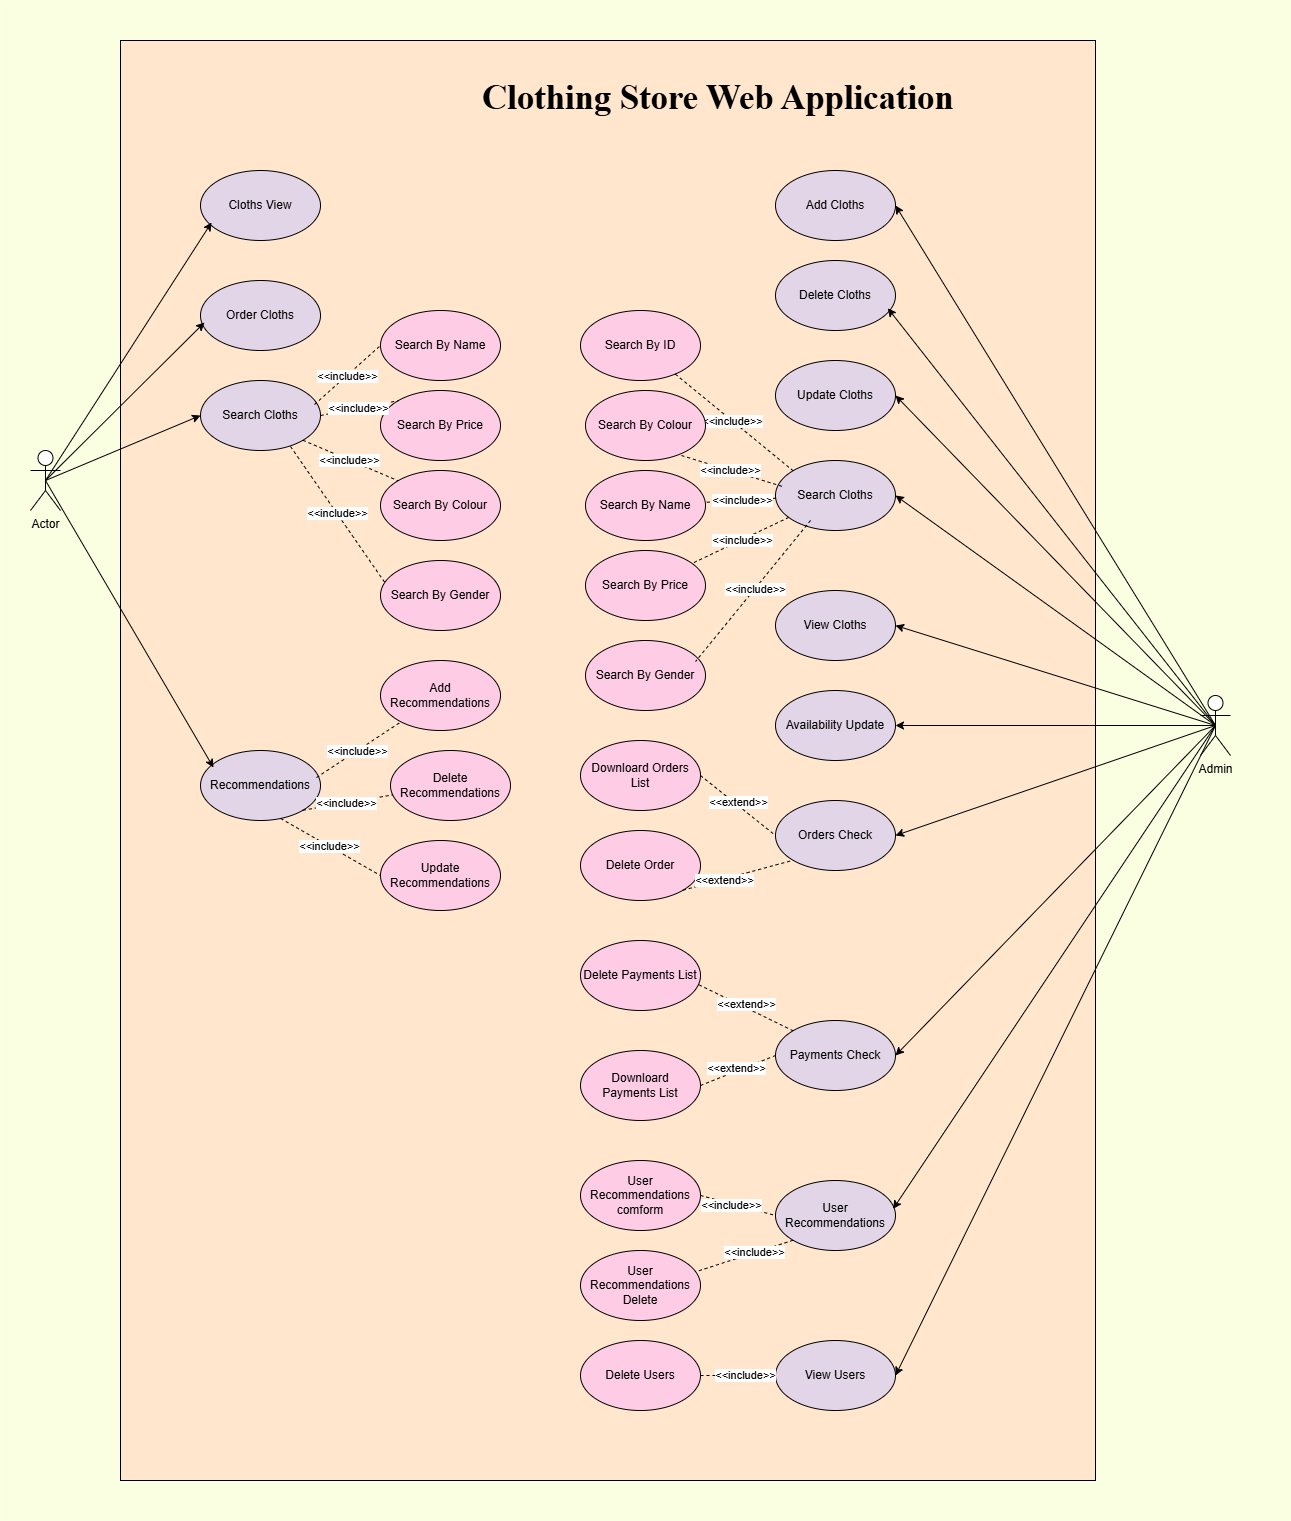 Clothing Store Web Application
Cloths View
Order Cloths
Search Cloths
Actor
Recommendations
<<include>>
<<include>>
<<include>>
<<include>>
Search By Name
Search By Price
Search By Colour
Search By Gender
<<include>>
<<include>>
<<include>>
Add
Recommendations
Delete
Recommendations
Update
Recommendations
Search By ID
Search By Colour
Search By Name
Search By Price
Search By Gender
<<include>>
<<include>>
<<include>>
<<include>>
<<include>>
Add Cloths
Delete Cloths
Update Cloths
Search Cloths
View Cloths
Availability Update
Admin
Downloard Orders
List
<<extend>>
Orders Check
Delete Order
<<extend>>
Delete Payments List
<<extend>>
Payments Check
<<extend>>
Downloard
Payments List
User
Recommendations
comform
<<include>>
User
Recommendations
<<include>>
User
Recommendations
Delete
Delete Users
<<include>>
View Users